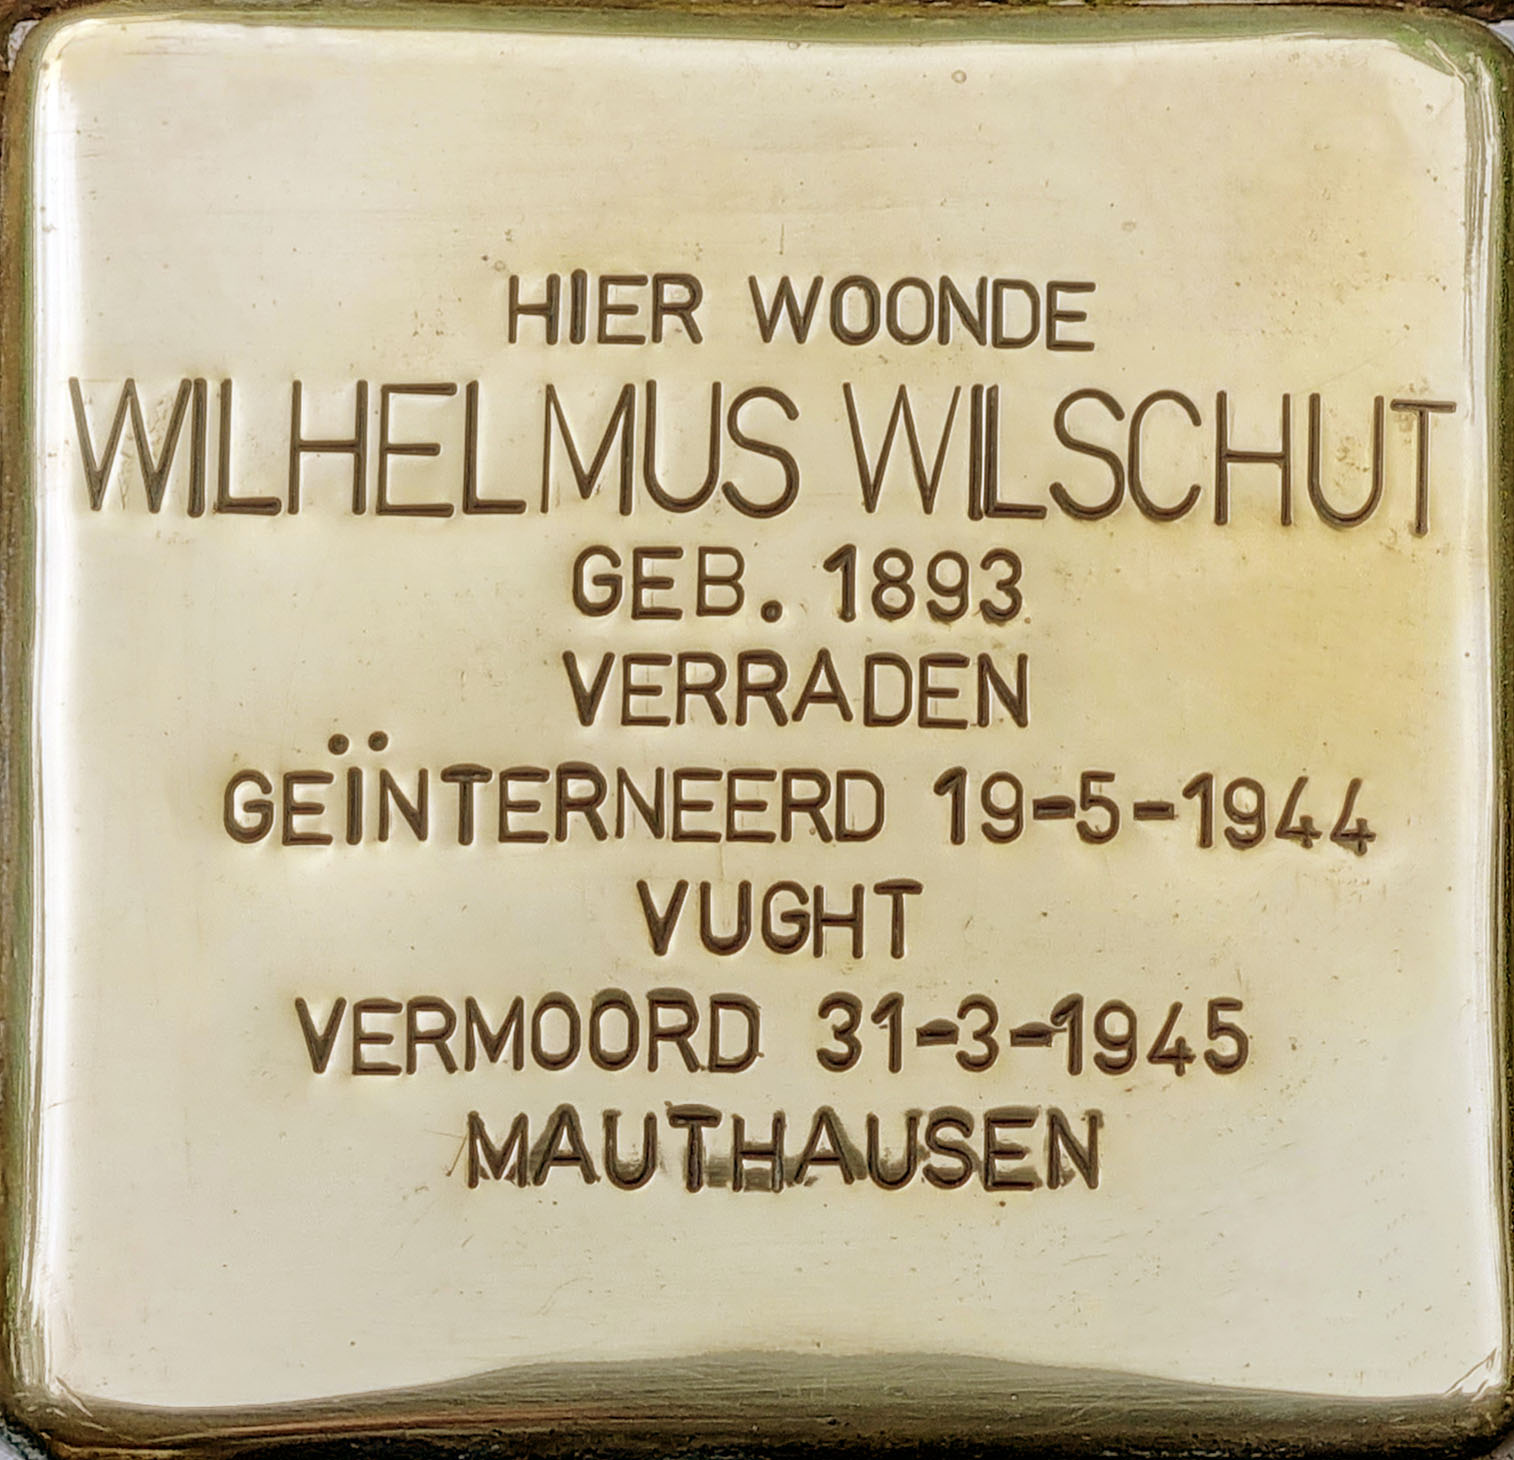 HIER WOONDE
WILHELMUS WILSCHUT
GEB. 1893
VERRADEN
GEÏNTERNEERD 19-5-1944
VUGHT
VERMOORD 31-3-1945
MAUTHAUSEN